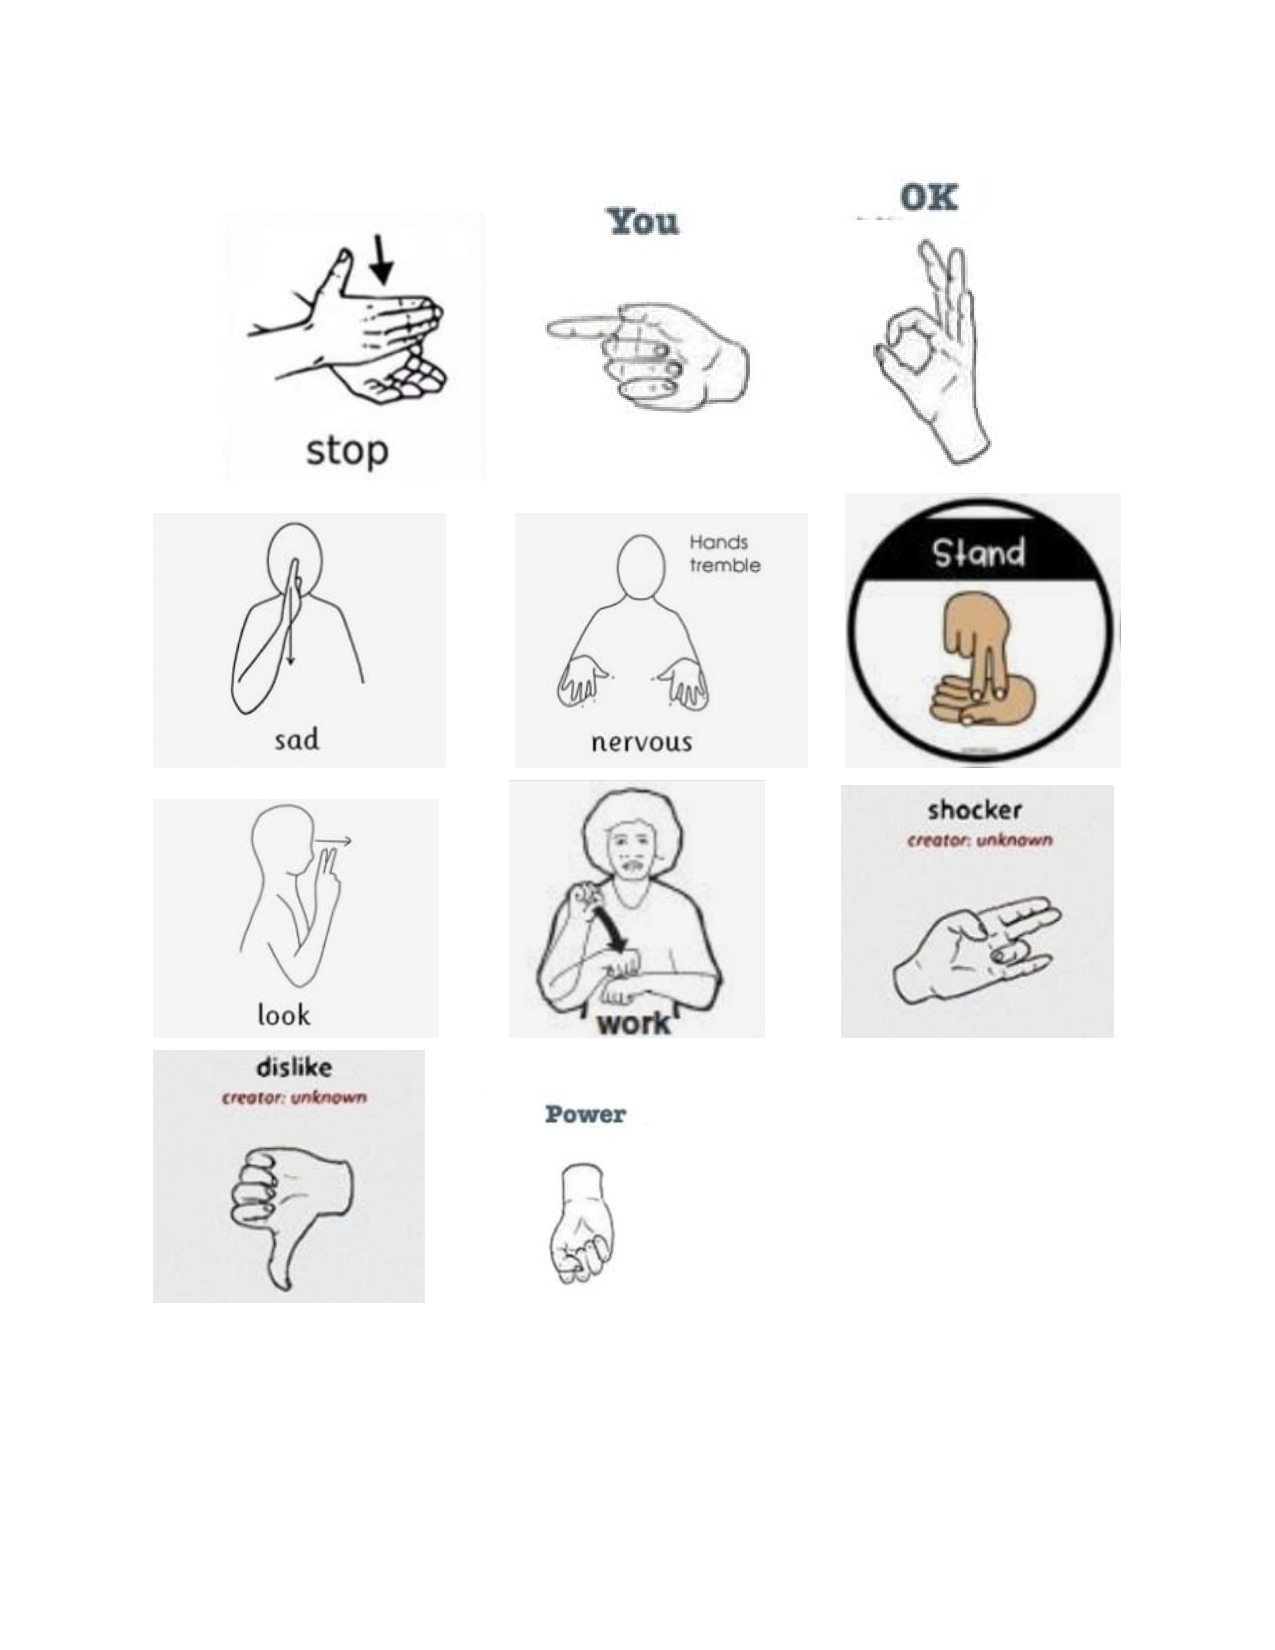 OK
You
stop
Hands
tremble
Stand
sad
nervous
shocker
creator: unknown
look
work
dislike
creator: unknown
Power